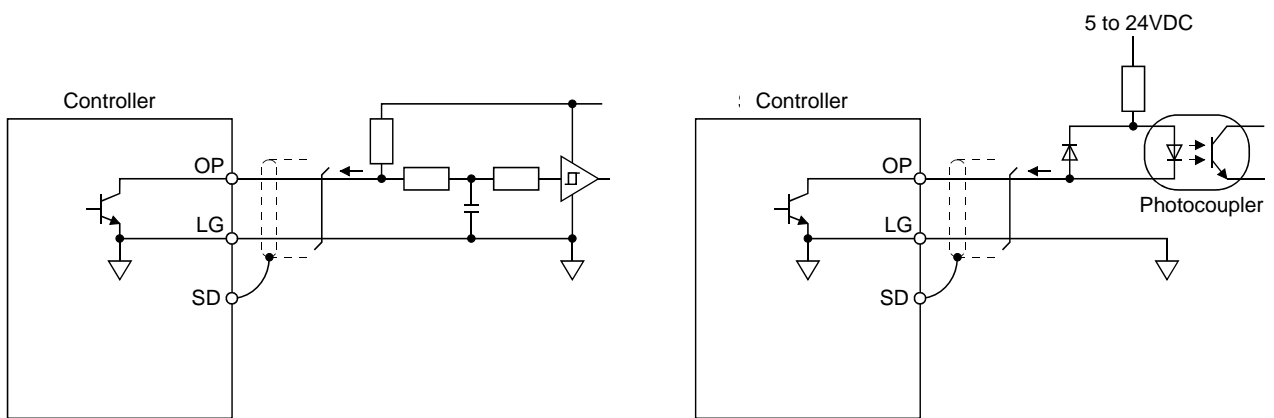 Controller
OP
LG
SD
5 to 24VDC
Controller
OP
LG
SD
Photocoupler